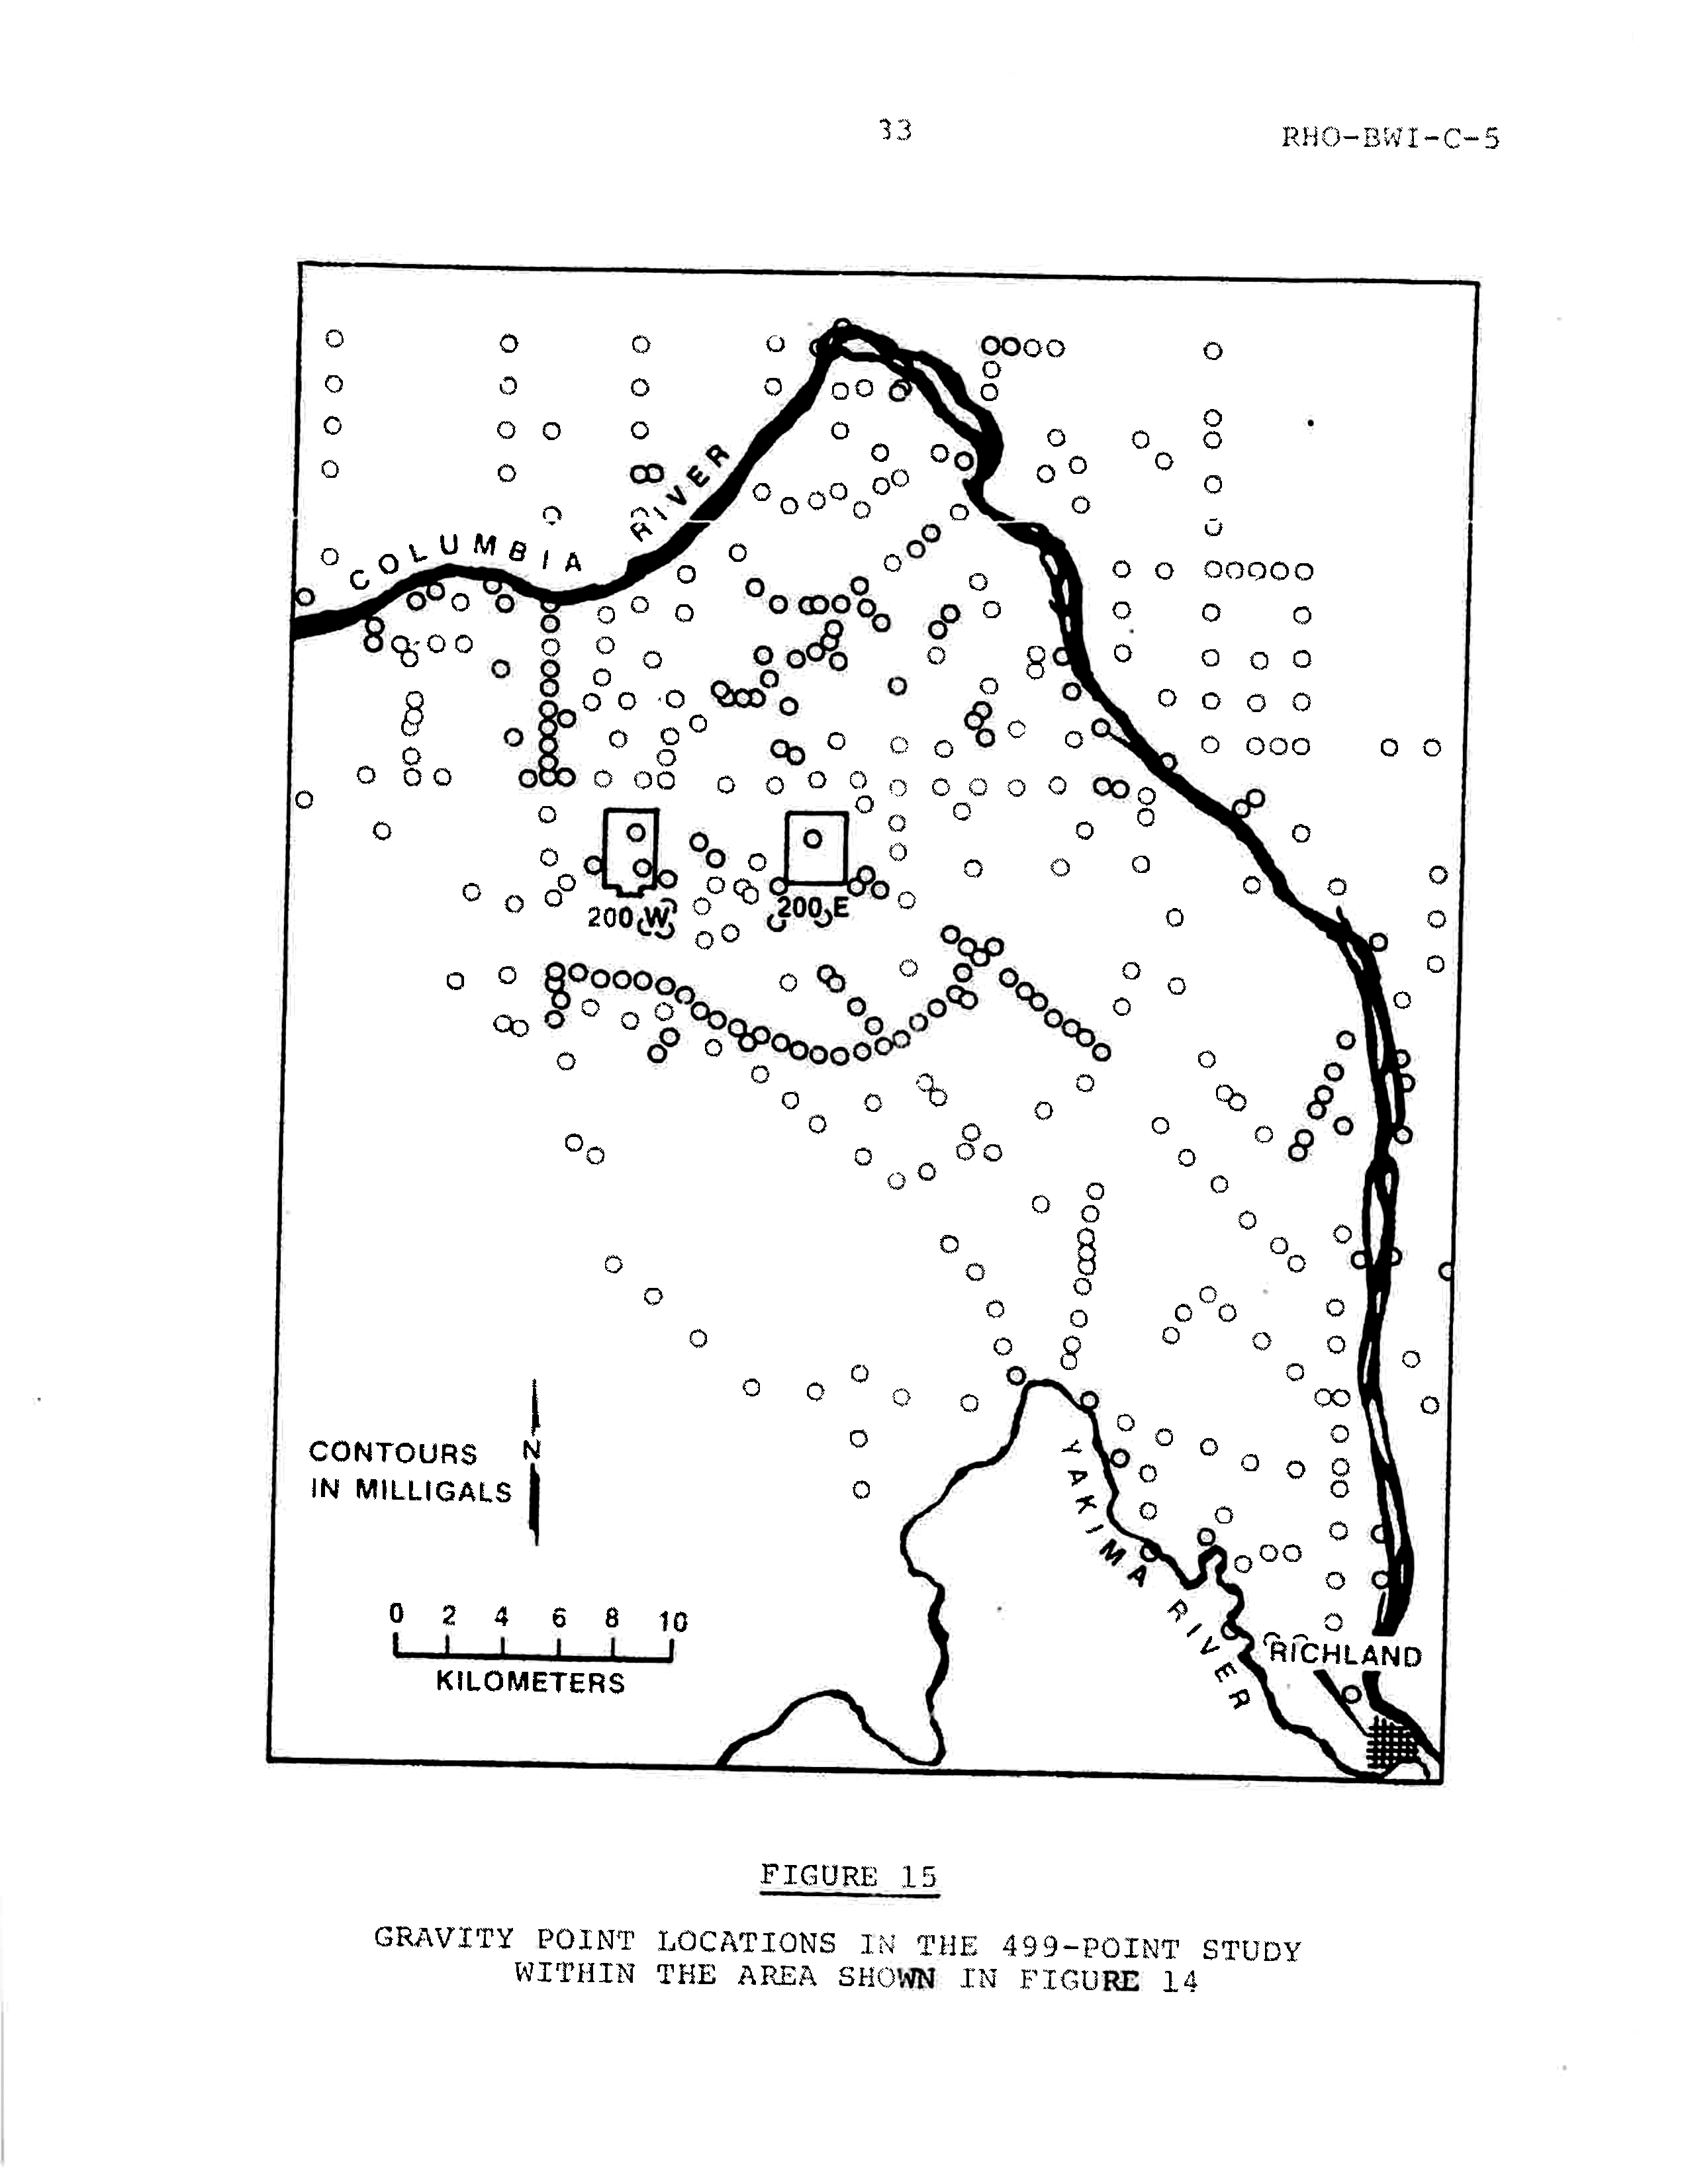 33
RHO-BWI-C-5
COLUMBIA RIVER
200 W
200 E
CONTOURS
IN MILLIGALS
N
YAKIMA RIVER
0 2 4 6 8 10
KILOMETERS
RICHLAND
FIGURE 15
GRAVITY POINT LOCATIONS IN THE 499-POINT STUDY
WITHIN THE AREA SHOWN IN FIGURE 14